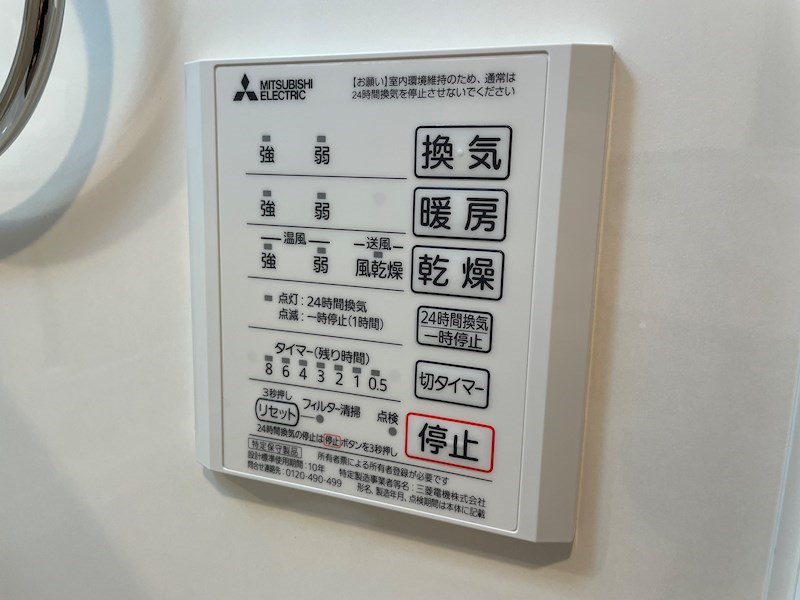 MITSUBISHI
ELECTRIC
【お願い】室内環境維持のため、通常は
24時間換気を停止させないでください
強 弱 換気
強 弱 暖房
温風 送風
強 弱 風乾燥 乾燥
点灯：24時間換気
点滅：一時停止(1時間)
24時間換気
一時停止
タイマー(残り時間)
8 6 4 3 2 1 0.5
切タイマー
3秒押し
リセット フィルター清掃 点検
24時間換気の停止は停止ボタンを3秒押し
停止
特定保守製品 所有者票による所有者登録が必要です
設計標準使用期間：10年 特定製造事業者等名：三菱電機株式会社
問合せ連絡先：0120-490-499 形名、製造年月、点検期間は本体に記載